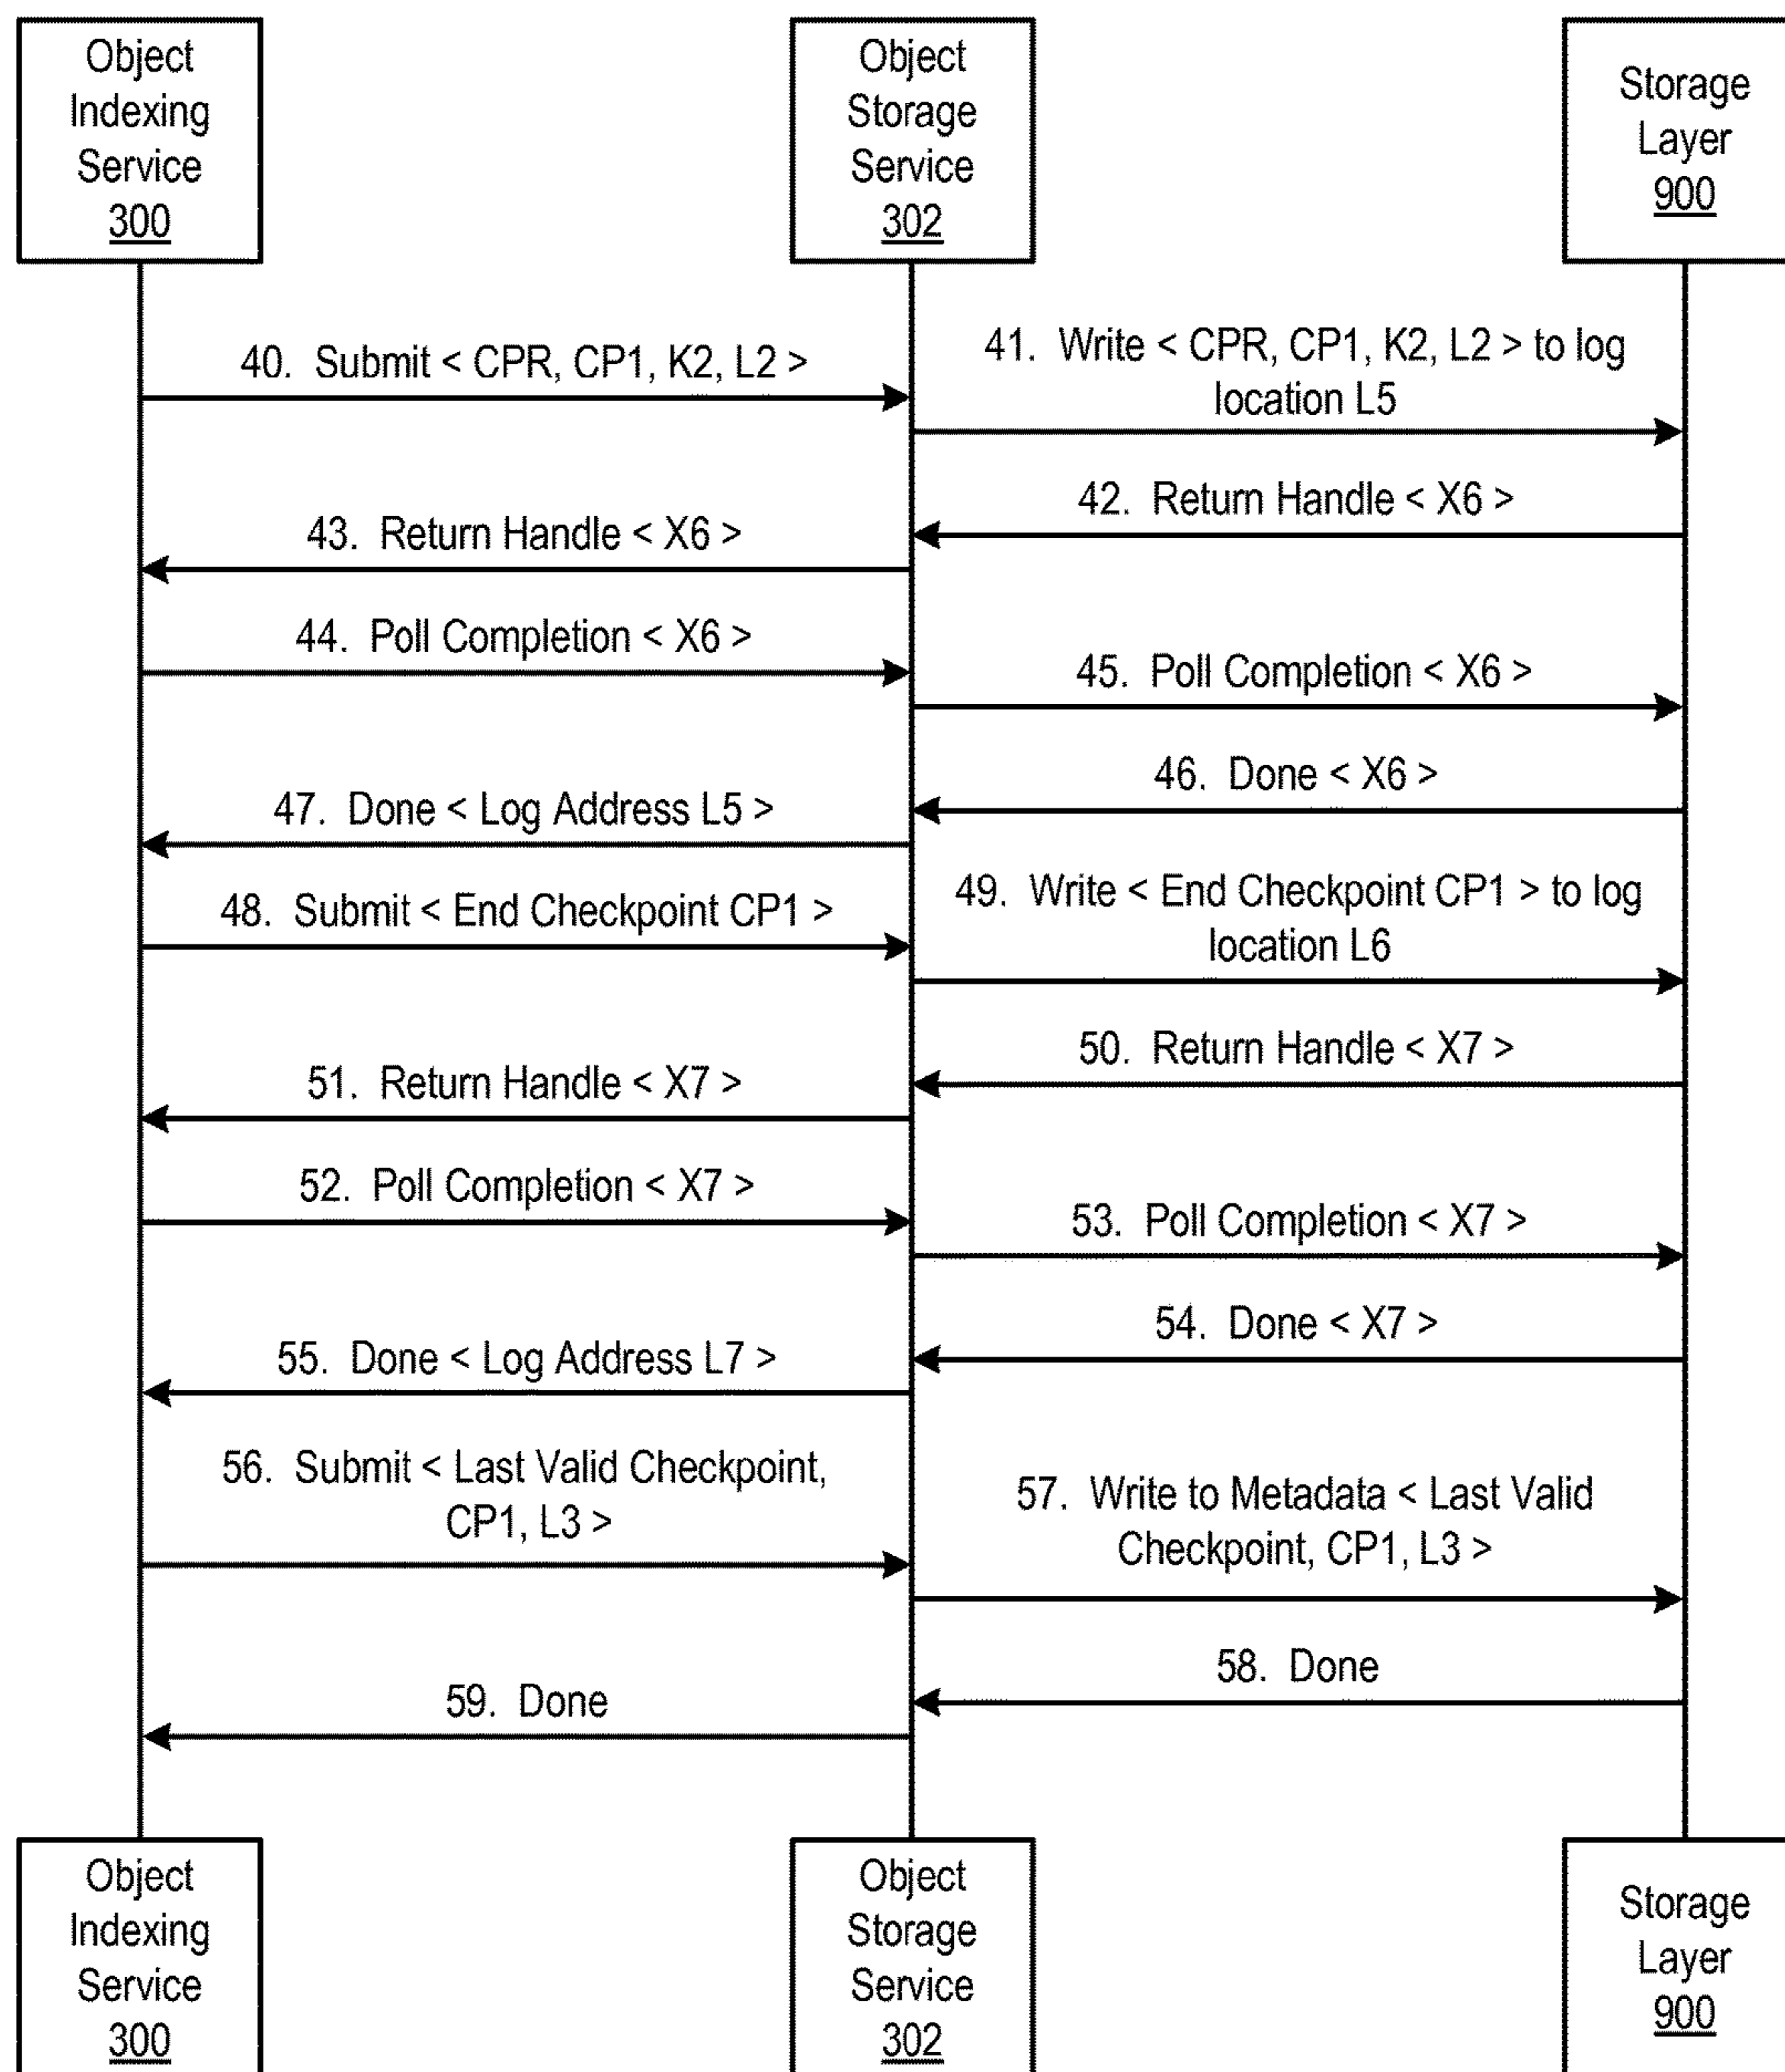 Object
Indexing
Service
300
Object
Storage
Service
302
Storage
Layer
900
40. Submit < CPR, CP1, K2, L2 >
41. Write < CPR, CP1, K2, L2 > to log
location L5
42. Return Handle < X6 >
43. Return Handle < X6 >
44. Poll Completion < X6 >
45. Poll Completion < X6 >
46. Done < X6 >
47. Done < Log Address L5 >
48. Submit < End Checkpoint CP1 >
49. Write < End Checkpoint CP1 > to log
location L6
50. Return Handle < X7 >
51. Return Handle < X7 >
52. Poll Completion < X7 >
53. Poll Completion < X7 >
54. Done < X7 >
55. Done < Log Address L7 >
56. Submit < Last Valid Checkpoint,
CP1, L3 >
57. Write to Metadata < Last Valid
Checkpoint, CP1, L3 >
58. Done
59. Done
Object
Indexing
Service
300
Object
Storage
Service
302
Storage
Layer
900